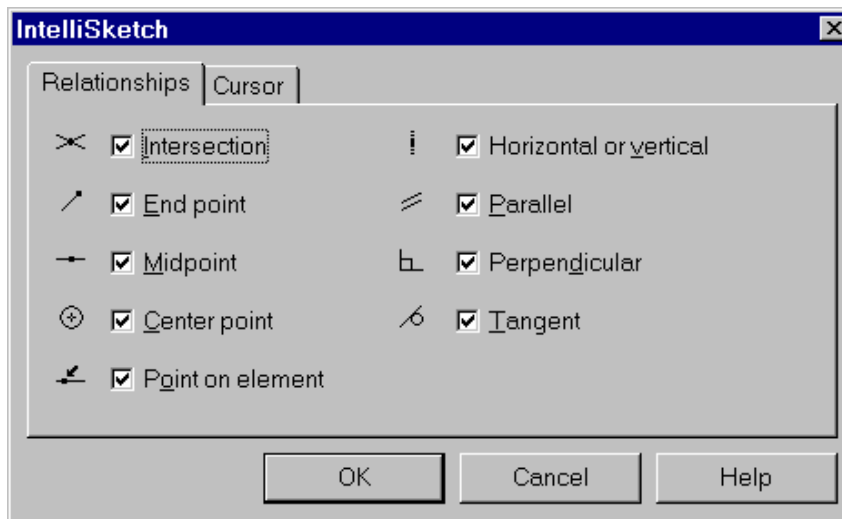 IntelliSketch
Relationships Cursor
Intersection Horizontal or vertical
End point Parallel
Midpoint Perpendicular
Center point Tangent
Point on element
OK Cancel Help